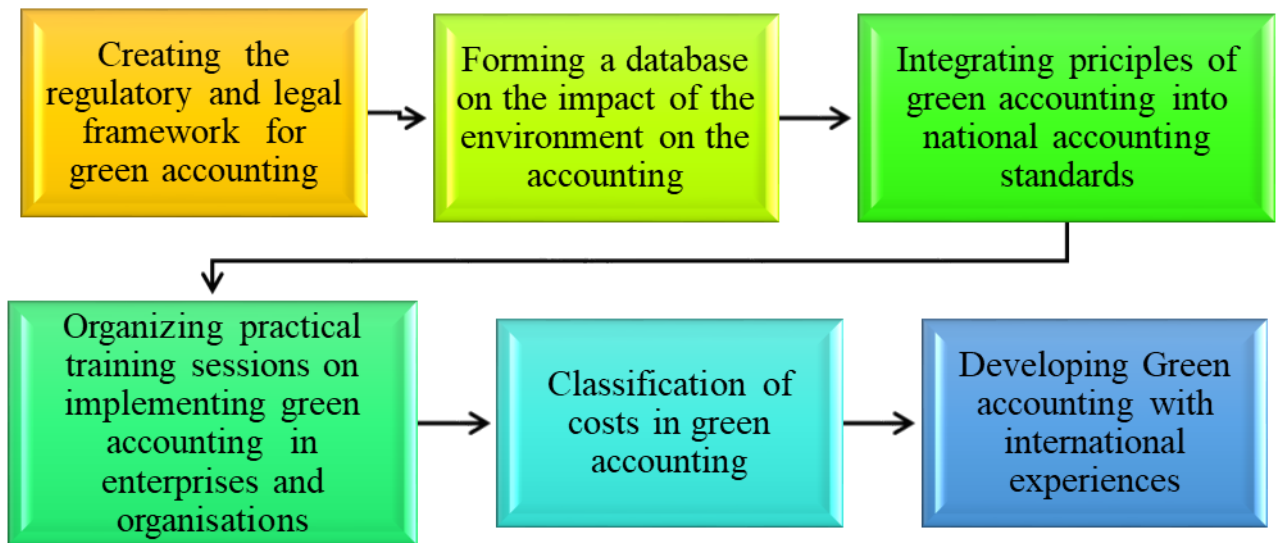 Creating the
regulatory and legal
framework for
green accounting
Forming a database
on the impact of the
environment on the
accounting
Integrating priciples of
green accounting into
national accounting
standards
Organizing practical
training sessions on
implementing green
accounting in
enterprises and
organisations
Classification of
costs in green
accounting
Developing Green
accounting with
international
experiences